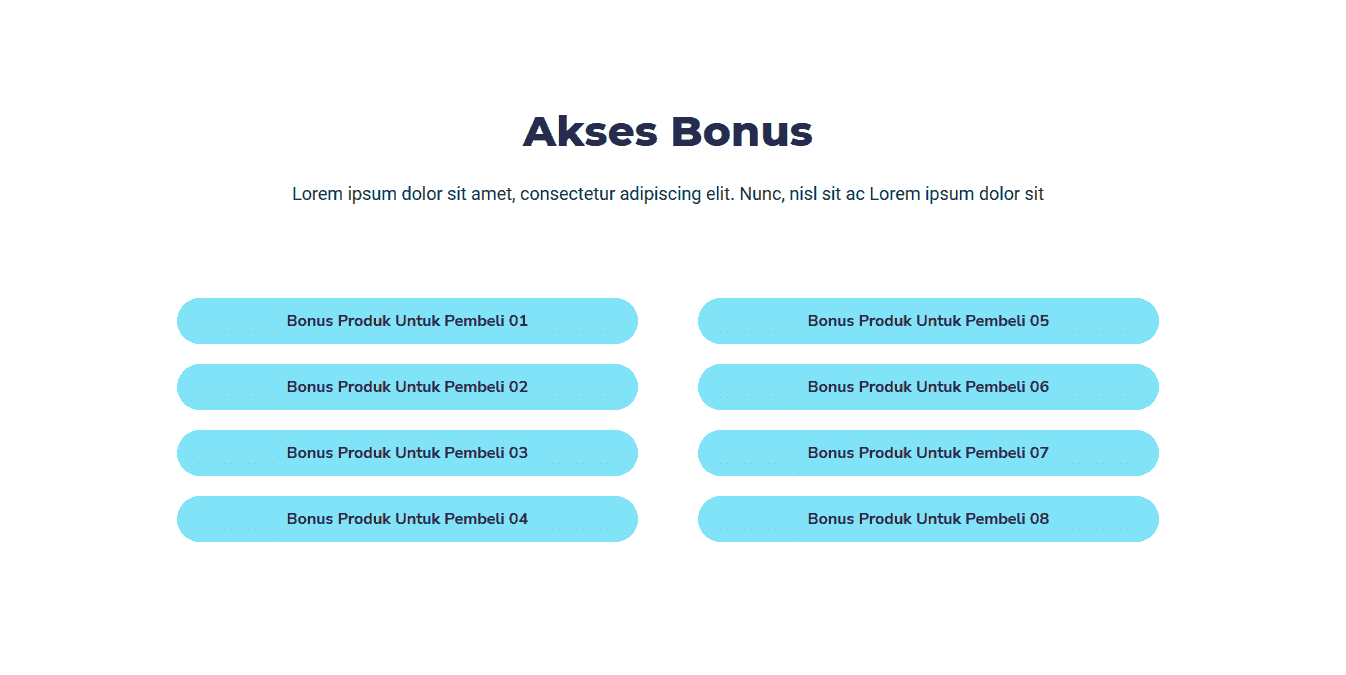 Akses Bonus
Lorem ipsum dolor sit amet, consectetur adipiscing elit. Nunc, nisl sit ac Lorem ipsum dolor sit
Bonus Produk Untuk Pembeli 01
Bonus Produk Untuk Pembeli 02
Bonus Produk Untuk Pembeli 03
Bonus Produk Untuk Pembeli 04
Bonus Produk Untuk Pembeli 05
Bonus Produk Untuk Pembeli 06
Bonus Produk Untuk Pembeli 07
Bonus Produk Untuk Pembeli 08